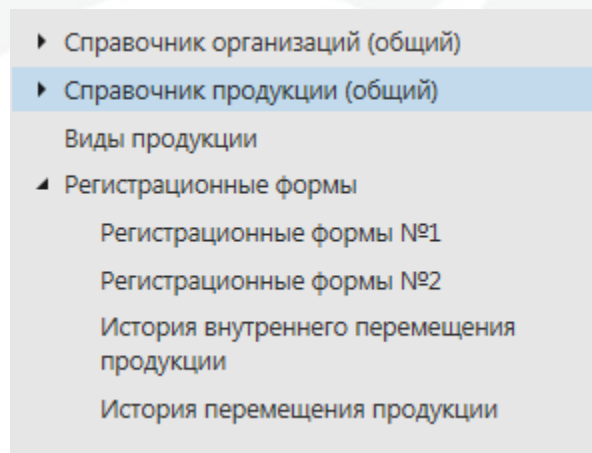 Справочник организаций (общий)
Справочник продукции (общий)
Виды продукции
Регистрационные формы
Регистрационные формы №1
Регистрационные формы №2
История внутреннего перемещения
продукции
История перемещения продукции